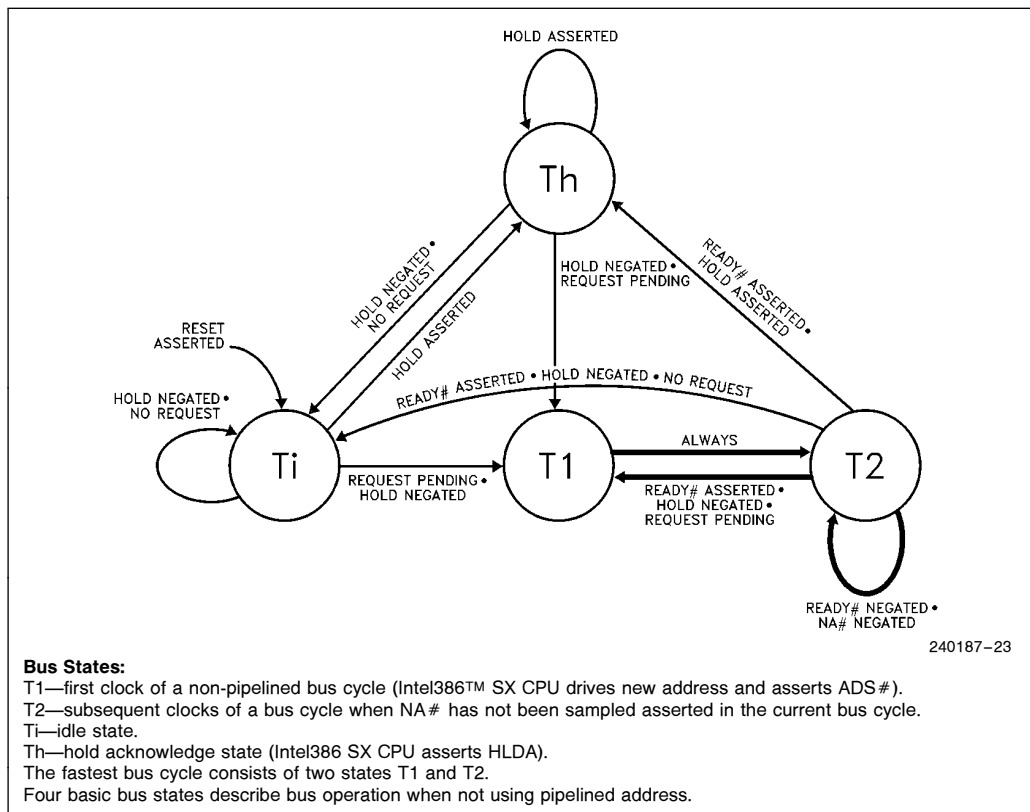 HOLD ASSERTED
Th
HOLD NEGATED •
NO REQUEST
HOLD ASSERTED
HOLD NEGATED •
REQUEST PENDING
READY# ASSERTED •
HOLD ASSERTED
RESET
ASSERTED
HOLD NEGATED •
NO REQUEST
READY# ASSERTED • HOLD NEGATED • NO REQUEST
Ti
REQUEST PENDING •
HOLD NEGATED
T1
ALWAYS
READY# ASSERTED •
HOLD NEGATED •
REQUEST PENDING
T2
READY# NEGATED •
NA# NEGATED
240187–23
Bus States:
T1—first clock of a non-pipelined bus cycle (Intel386™ SX CPU drives new address and asserts ADS#).
T2—subsequent clocks of a bus cycle when NA# has not been sampled asserted in the current bus cycle.
Ti—idle state.
Th—hold acknowledge state (Intel386 SX CPU asserts HLDA).
The fastest bus cycle consists of two states T1 and T2.
Four basic bus states describe bus operation when not using pipelined address.